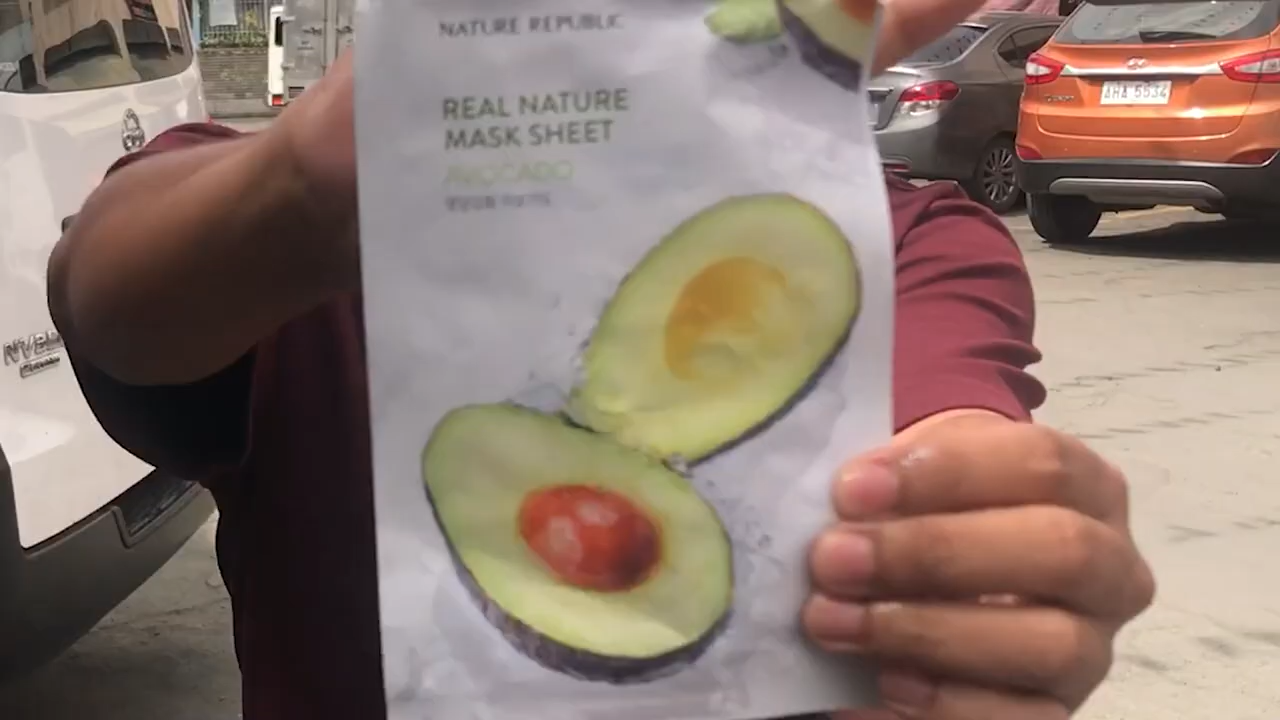 NATURE REPUBLIC
REAL NATURE
MASK SHEET
AVOCADO
AHA 5534